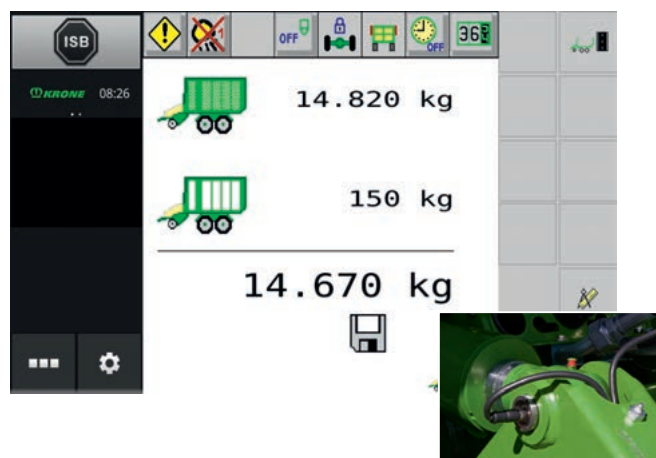 ISB
OFF
OFF
36
KRONE 08:26
14.820 kg
150 kg
14.670 kg